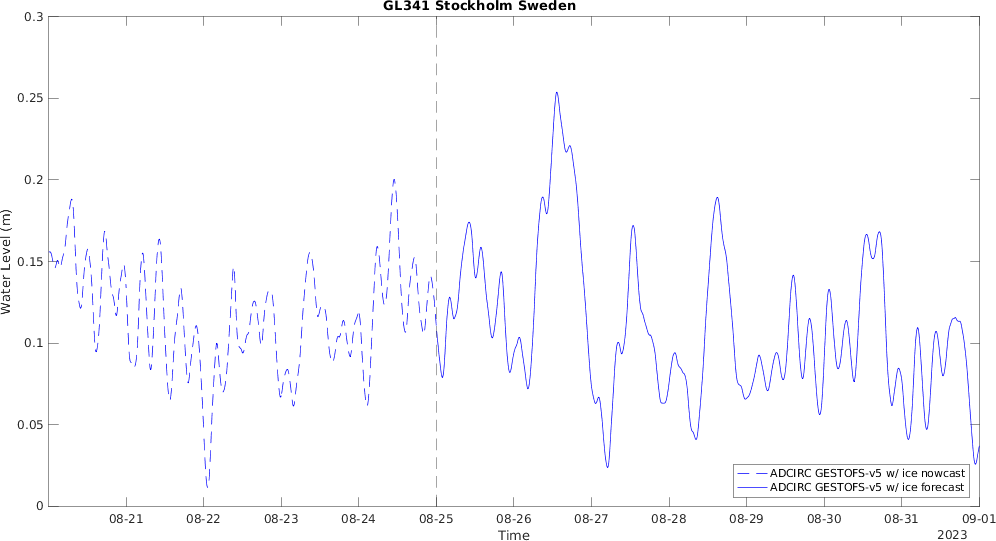 GL341 Stockholm Sweden
Water Level (m)
0.3
0.25
0.2
0.15
0.1
0.05
0
08-21 08-22 08-23 08-24 08-25 08-26 08-27 08-28 08-29 08-30 08-31 09-01
Time
2023
ADCIRC GESTOFS-v5 w/ ice nowcast
ADCIRC GESTOFS-v5 w/ ice forecast